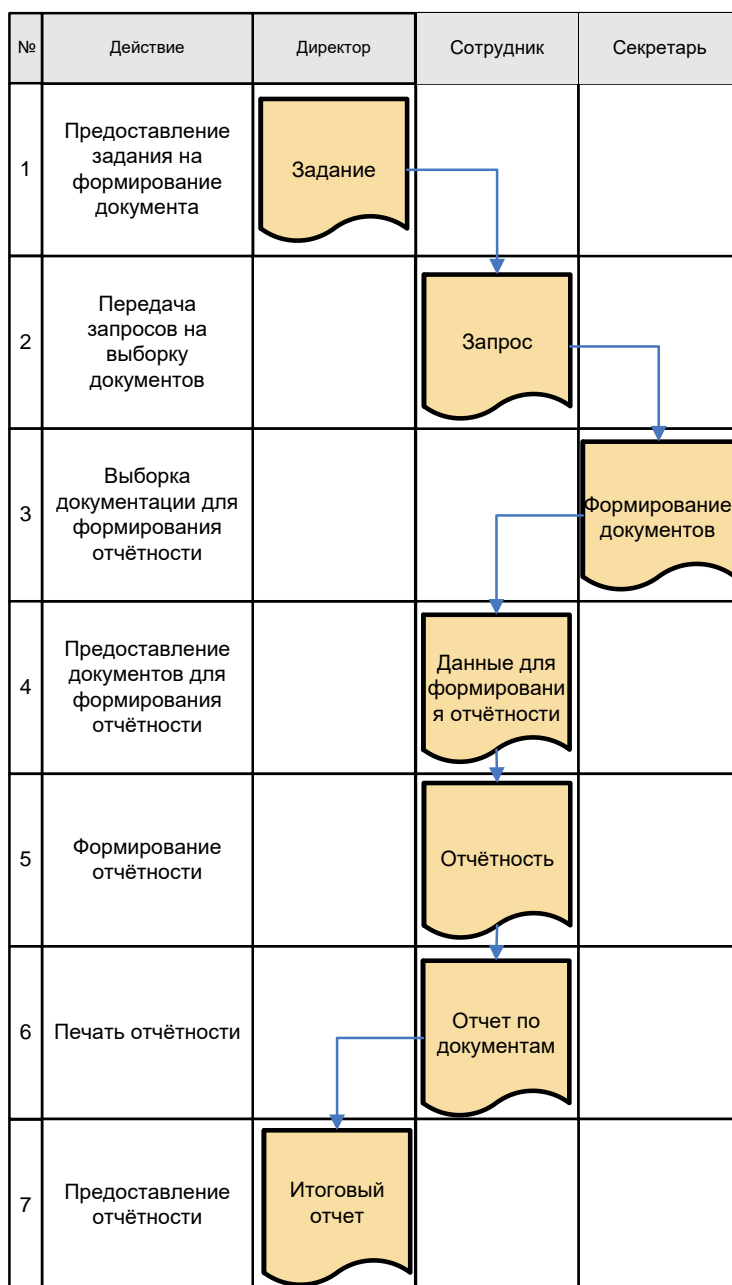 № Действие Директор Сотрудник Секретарь
1
Предоставление
задания на
формирование
документа
Задание
2
Передача
запросов на
выборку
документов
Запрос
3
Выборка
документации для
формирования
отчётности
Формирование
документов
4
Предоставление
документов для
формирования
отчётности
Данные для
формировани
я отчётности
5
Формирование
отчётности
Отчётность
6
Печать отчётности
Отчет по
документам
7
Предоставление
отчётности
Итоговый
отчет